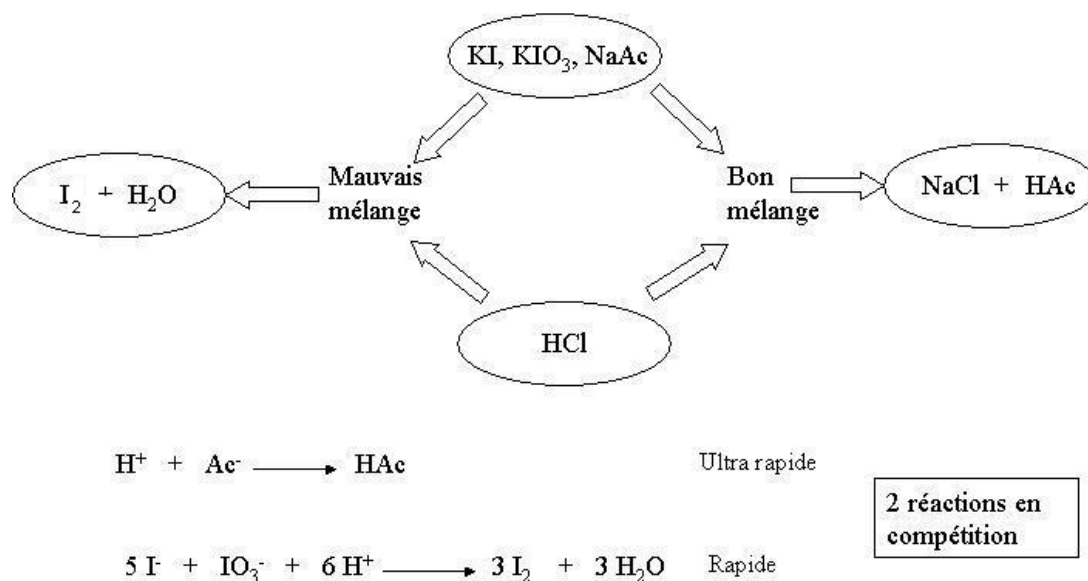 KI, KIO₃, NaAc
Mauvais
mélange
Bon
mélange
I₂ + H₂O
NaCl + HAc
HCl
H⁺ + Ac⁻ ⟶ HAc Ultra rapide
2 réactions en
compétition
5 I⁻ + IO₃⁻ + 6 H⁺ ⟶ 3 I₂ + 3 H₂O Rapide